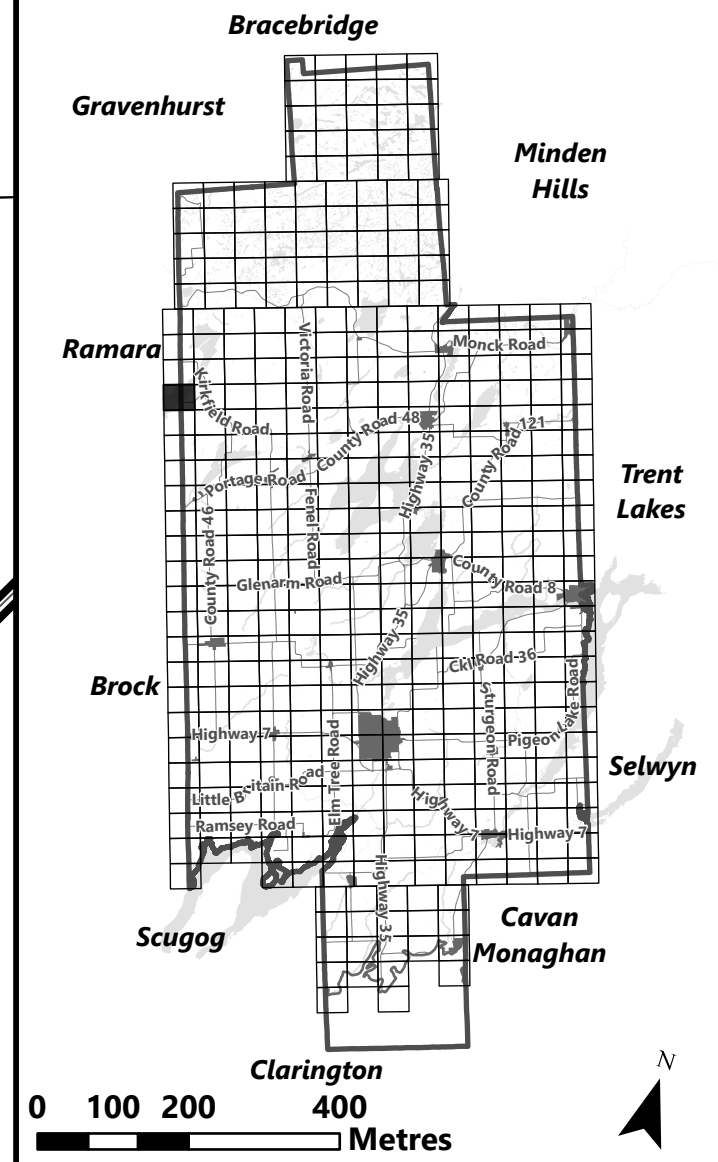 Bracebridge
Gravenhurst
Minden
Hills
Ramara
Victoria Road
Monck Road
Kirkfield Road
County Road 48
County Road 121
Highway 35
Portage Road
Trent
Lakes
Fenel Road
County Road 46
County Road 8
Glenarm Road
Highway 35
Ckl Road 36
Brock
Sturgeon Road
Pigeon Lake Road
Highway 7
Elm Tree Road
Selwyn
Little Britain Road
Highway 7
Ramsey Road
Highway 7
Highway 35
Scugog
Cavan
Monaghan
Clarington
N
0 100 200 400
Metres